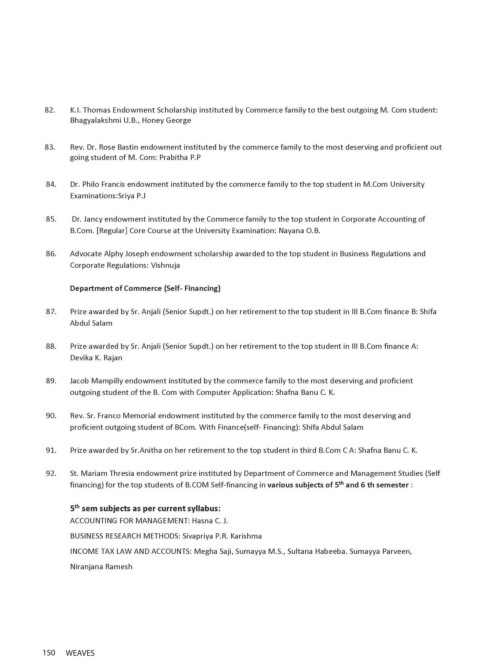 82. K.I. Thomas Endowment Scholarship instituted by Commerce family to the best outgoing M. Com student:
Bhagyalakshmi U.B., Honey George
83. Rev. Dr. Rose Bastin endowment instituted by the commerce family to the most deserving and proficient out
going student of M. Com: Prabitha P.P
84. Dr. Philo Francis endowment instituted by the commerce family to the top student in M.Com University
Examinations:Sriya P.J
85. Dr. Jancy endowment instituted by the Commerce family to the top student in Corporate Accounting of
B.Com. [Regular] Core Course at the University Examination: Nayana O.B.
86. Advocate Alphy Joseph endowment scholarship awarded to the top student in Business Regulations and
Corporate Regulations: Vishnuja
Department of Commerce (Self- Financing)
87. Prize awarded by Sr. Anjali (Senior Supdt.) on her retirement to the top student in III B.Com finance B: Shifa
Abdul Salam
88. Prize awarded by Sr. Anjali (Senior Supdt.) on her retirement to the top student in III B.Com finance A:
Devika K. Rajan
89. Jacob Mampilly endowment instituted by the commerce family to the most deserving and proficient
outgoing student of the B. Com with Computer Application: Shafna Banu C. K.
90. Rev. Sr. Franco Memorial endowment instituted by the commerce family to the most deserving and
proficient outgoing student of BCom. With Finance(self- Financing): Shifa Abdul Salam
91. Prize awarded by Sr.Anitha on her retirement to the top student in third B.Com C A: Shafna Banu C. K.
92. St. Mariam Thresia endowment prize instituted by Department of Commerce and Management Studies (Self
financing) for the top students of B.COM Self-financing in various subjects of 5th and 6 th semester :
5th sem subjects as per current syllabus:
ACCOUNTING FOR MANAGEMENT: Hasna C. J.
BUSINESS RESEARCH METHODS: Sivapriya P.R. Karishma
INCOME TAX LAW AND ACCOUNTS: Megha Saji, Sumayya M.S., Sultana Habeeba. Sumayya Parveen,
Niranjana Ramesh
150 WEAVES